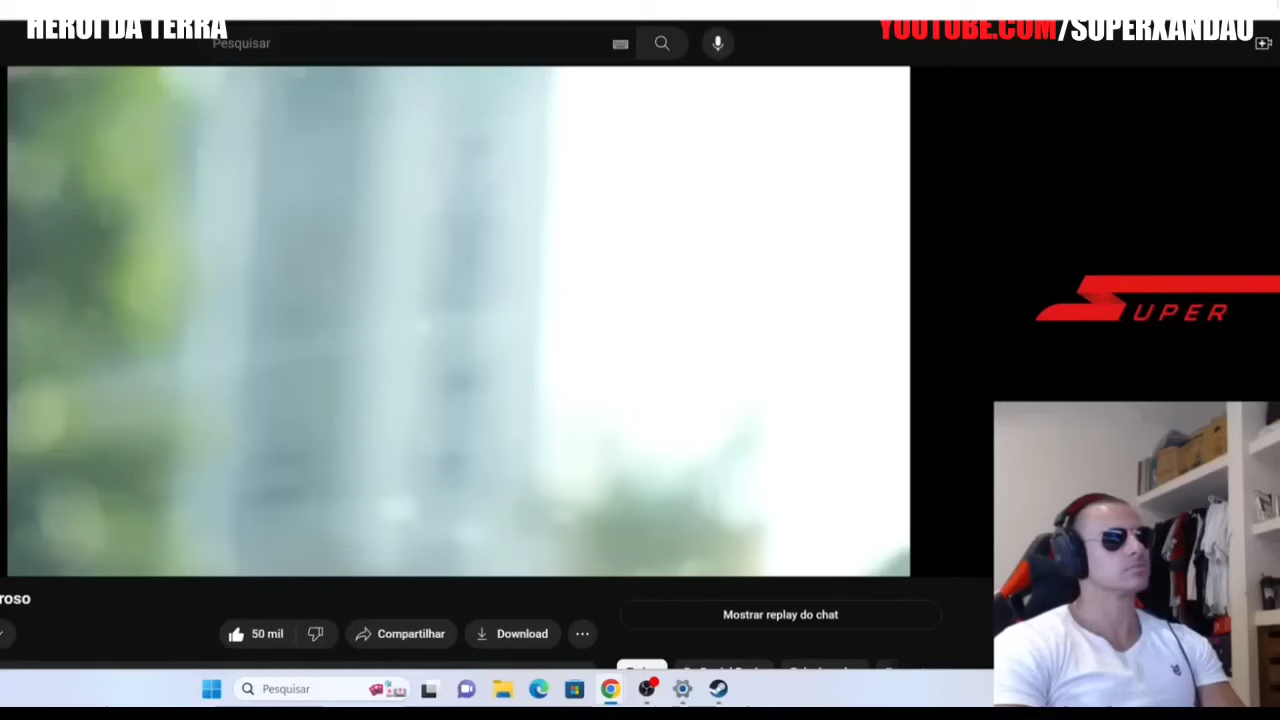 HEROI DA TERRA
YOUTUBE.COM/SUPERXANDAO
Pesquisar
SUPER
roso
Mostrar replay do chat
50 mil
Compartilhar
Download
Pesquisar